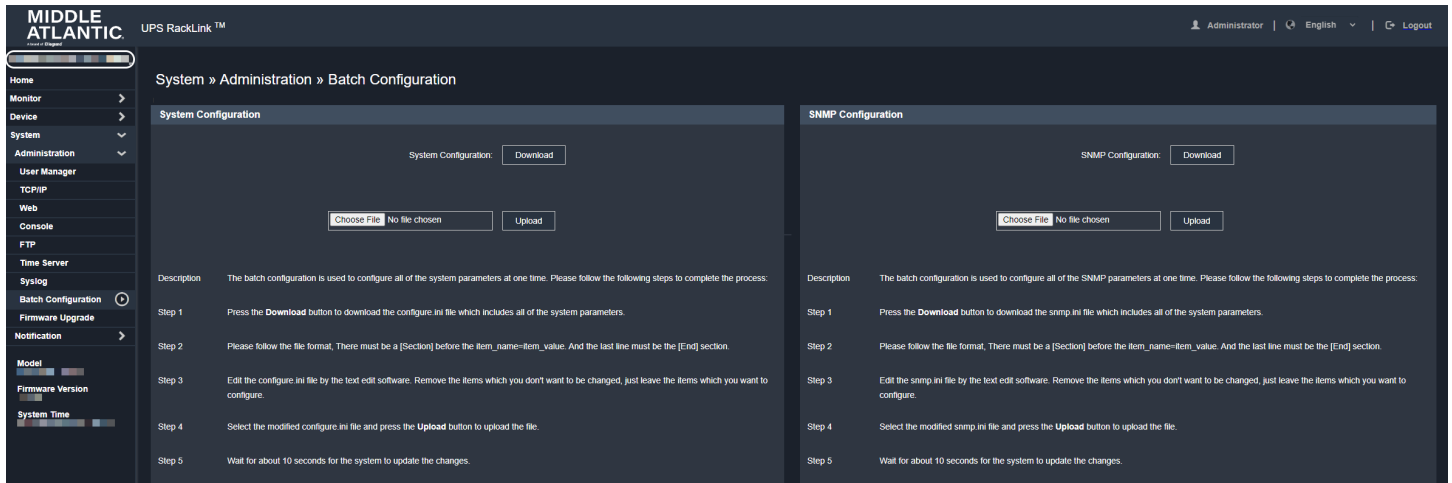 MIDDLE
ATLANTIC.
A brand of legrand
UPS RackLink ™
Administrator | English | Logout
Home
Monitor
Device
System
Administration
User Manager
TCP/IP
Web
Console
FTP
Time Server
Syslog
Batch Configuration
Firmware Upgrade
Notification
Model
Firmware Version
System Time
System » Administration » Batch Configuration
System Configuration
System Configuration: Download
Choose File No file chosen Upload
Description The batch configuration is used to configure all of the system parameters at one time. Please follow the following steps to complete the process:
Step 1 Press the Download button to download the configure.ini file which includes all of the system parameters.
Step 2 Please follow the file format, There must be a [Section] before the item_name=item_value. And the last line must be the [End] section.
Step 3 Edit the configure.ini file by the text edit software. Remove the items which you don't want to be changed, just leave the items which you want to
configure.
Step 4 Select the modified configure.ini file and press the Upload button to upload the file.
Step 5 Wait for about 10 seconds for the system to update the changes.
SNMP Configuration
SNMP Configuration: Download
Choose File No file chosen Upload
Description The batch configuration is used to configure all of the SNMP parameters at one time. Please follow the following steps to complete the process:
Step 1 Press the Download button to download the snmp.ini file which includes all of the system parameters.
Step 2 Please follow the file format, There must be a [Section] before the item_name=item_value. And the last line must be the [End] section.
Step 3 Edit the snmp.ini file by the text edit software. Remove the items which you don't want to be changed, just leave the items which you want to
configure.
Step 4 Select the modified snmp.ini file and press the Upload button to upload the file.
Step 5 Wait for about 10 seconds for the system to update the changes.